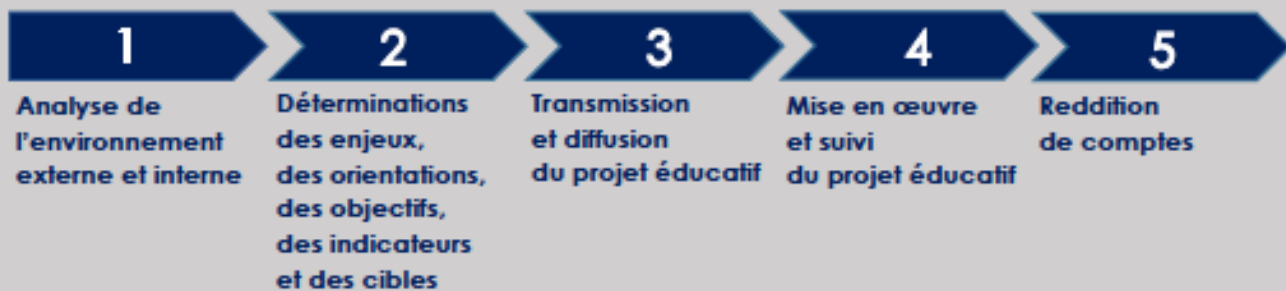 1
Analyse de
l'environnement
externe et interne
2
Déterminations
des enjeux,
des orientations,
des objectifs,
des indicateurs
et des cibles
3
Transmission
et diffusion
du projet éducatif
4
Mise en œuvre
et suivi
du projet éducatif
5
Reddition
de comptes